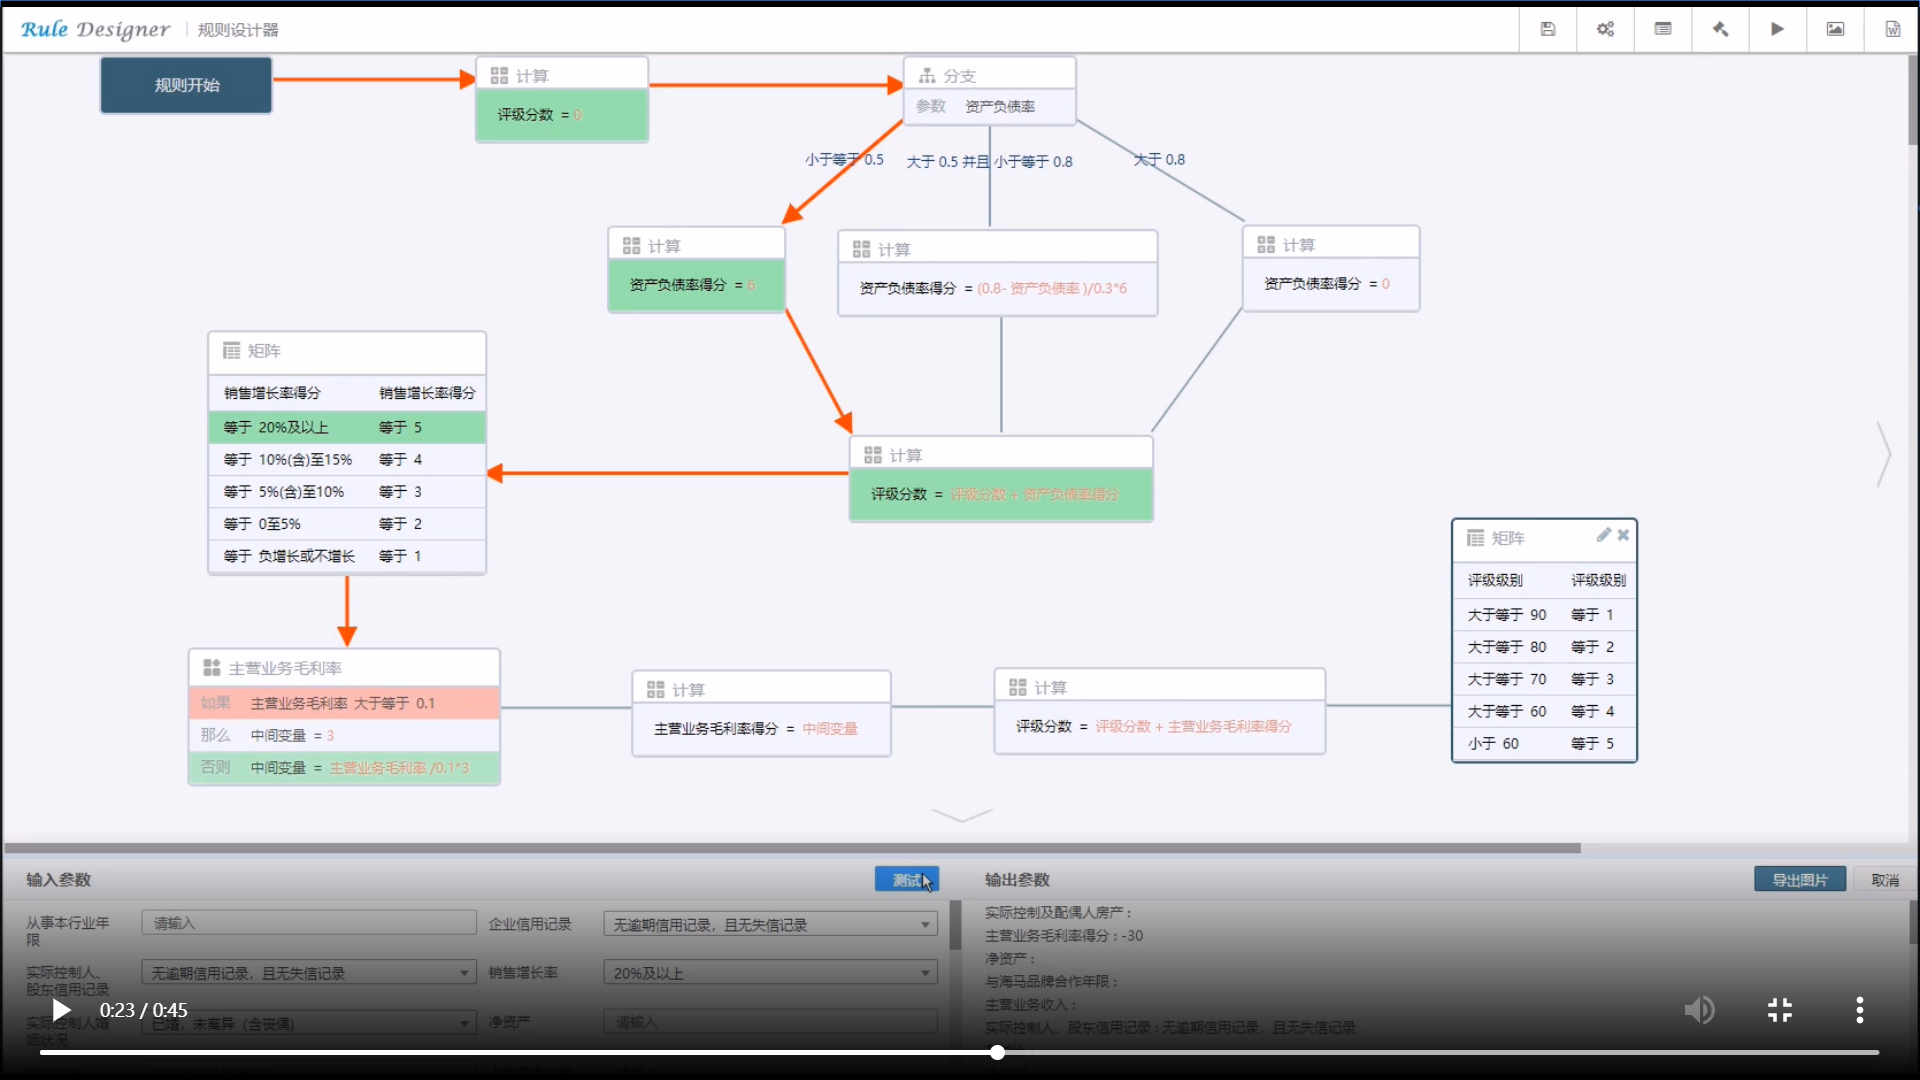 Rule Designer | 规则设计器
规则开始
计算
评级分数 = 0
分支
参数 资产负债率
小于等于 0.5
大于 0.5 并且 小于等于 0.8
大于 0.8
计算
资产负债率得分 = 6
计算
资产负债率得分 = (0.8- 资产负债率 )/0.3*6
计算
资产负债率得分 = 0
矩阵
销售增长率得分 销售增长率得分
等于 20%及以上 等于 5
等于 10%(含)至15% 等于 4
等于 5%(含)至10% 等于 3
等于 0至5% 等于 2
等于 负增长或不增长 等于 1
计算
评级分数 = 评级分数 + 资产负债率得分
矩阵
评级级别 评级级别
大于等于 90 等于 1
大于等于 80 等于 2
大于等于 70 等于 3
大于等于 60 等于 4
小于 60 等于 5
主营业务毛利率
如果 主营业务毛利率 大于等于 0.1
那么 中间变量 = 3
否则 中间变量 = 主营业务毛利率 /0.1*3
计算
主营业务毛利率得分 = 中间变量
计算
评级分数 = 评级分数 + 主营业务毛利率得分
输入参数
测试
输出参数
导出图片
取消
从事本行业年
限
请输入
企业信用记录
无逾期信用记录，且无失信记录
实际控制人、
股东信用记录
无逾期信用记录，且无失信记录
销售增长率
20%及以上
实际控制人婚
姻状况
已婚，未离异（含丧偶)
净资产
请输入
实际控制及配偶人房产 :
主营业务毛利率得分 : -30
净资产 :
与海马品牌合作年限 :
主营业务收入 :
实际控制人、股东信用记录 : 无逾期信用记录，且无失信记录
0:23 / 0:45